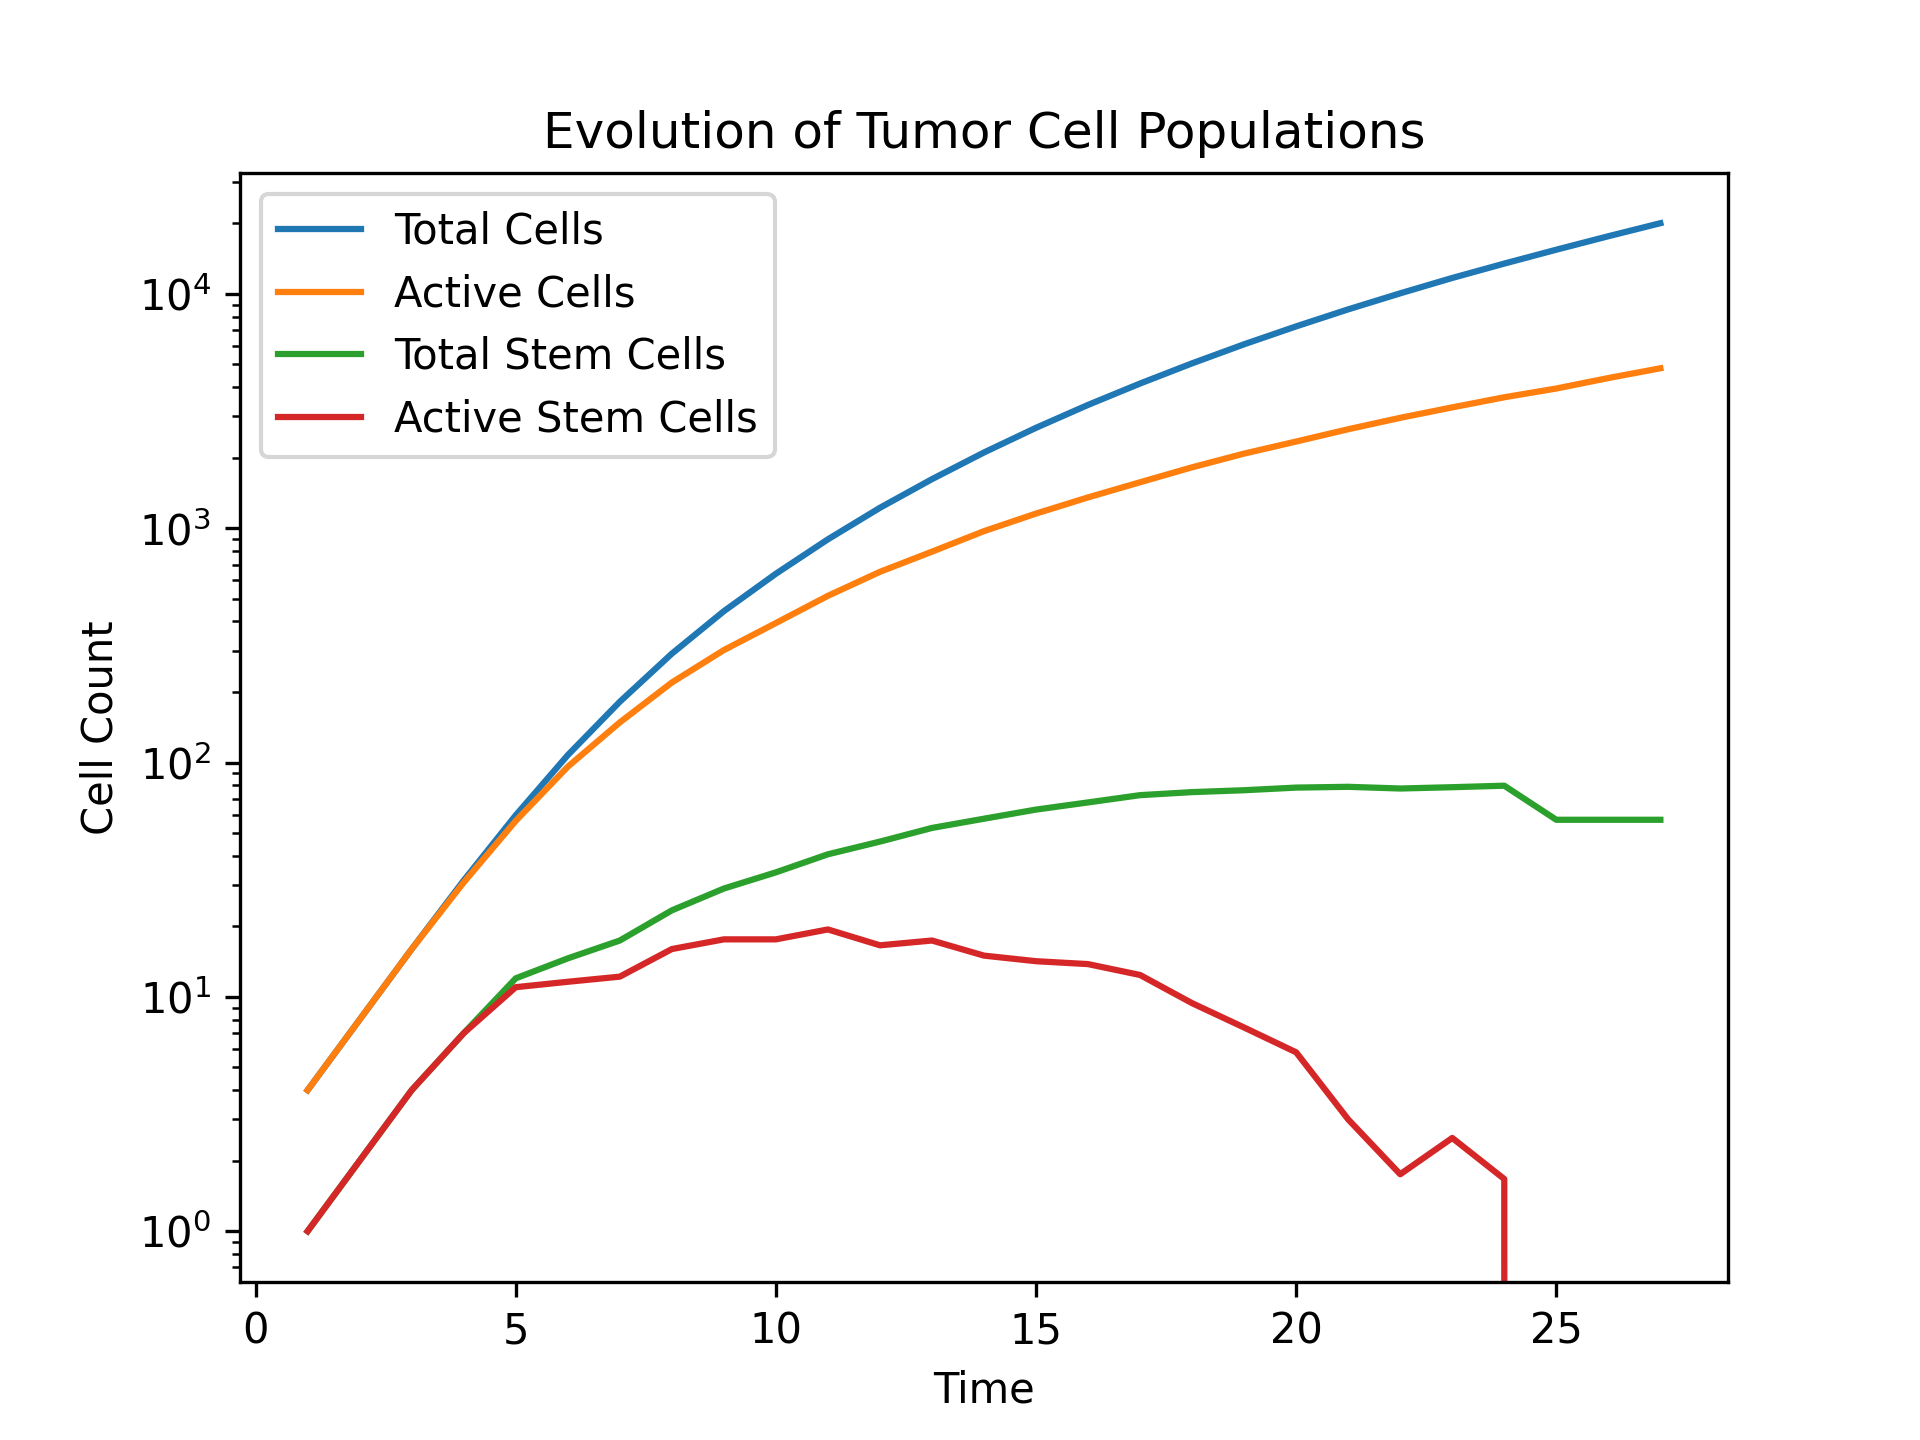 Evolution of Tumor Cell Populations
Total Cells
Active Cells
Total Stem Cells
Active Stem Cells
10⁴
10³
10²
10¹
10⁰
Cell Count
0 5 10 15 20 25
Time